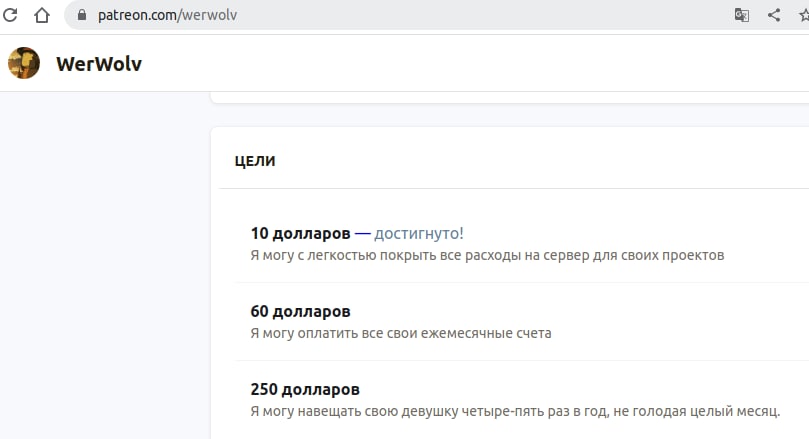 patreon.com/werwolv
WerWolv
ЦЕЛИ
10 долларов — достигнуто!
Я могу с легкостью покрыть все расходы на сервер для своих проектов
60 долларов
Я могу оплатить все свои ежемесячные счета
250 долларов
Я могу навещать свою девушку четыре-пять раз в год, не голодая целый месяц.